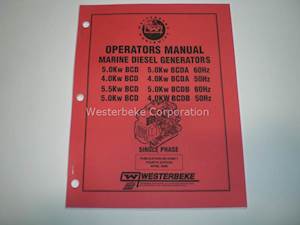 OPERATORS MANUAL
MARINE DIESEL GENERATORS
5.0Kw BCD 5.0Kw BCDA 60Hz
4.0Kw BCD 4.0Kw BCDA 50Hz
5.5Kw BCD 5.0Kw BCDB 60Hz
5.0Kw BCD 4.0Kw BCDB 50Hz
Westerbeke Corporation
SINGLE PHASE
WESTERBEKE